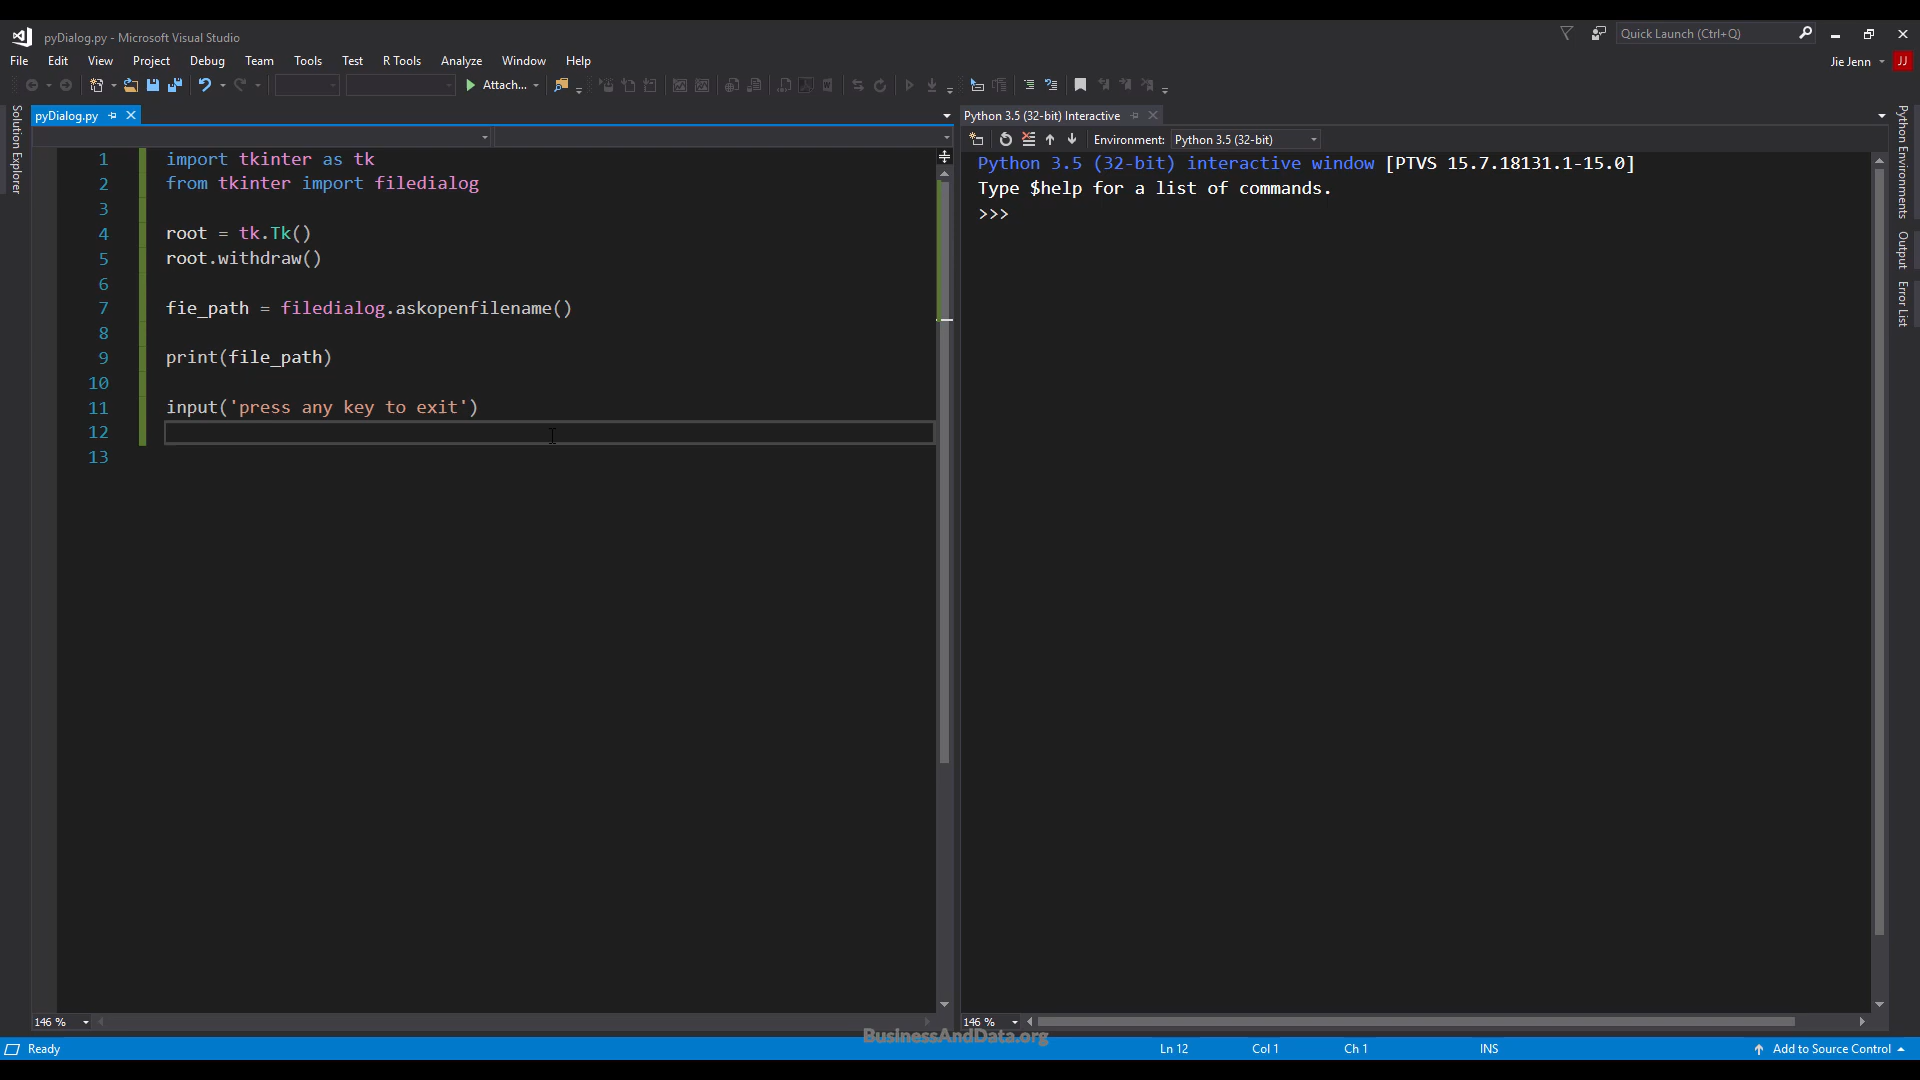 pyDialog.py - Microsoft Visual Studio
Quick Launch (Ctrl+Q)
File Edit View Project Debug Team Tools Test R Tools Analyze Window Help
Jie Jenn JJ
Attach...
Solution Explorer
pyDialog.py
1 import tkinter as tk
2 from tkinter import filedialog
3
4 root = tk.Tk()
5 root.withdraw()
6
7 fie_path = filedialog.askopenfilename()
8
9 print(file_path)
10
11 input('press any key to exit')
12
13
146 %
Python 3.5 (32-bit) Interactive
Environment: Python 3.5 (32-bit)
Python 3.5 (32-bit) interactive window [PTVS 15.7.18131.1-15.0]
Type $help for a list of commands.
>>>
146 %
Python Environments
Output
Error List
BusinessAndData.org
Ready
Ln 12 Col 1 Ch 1 INS
Add to Source Control